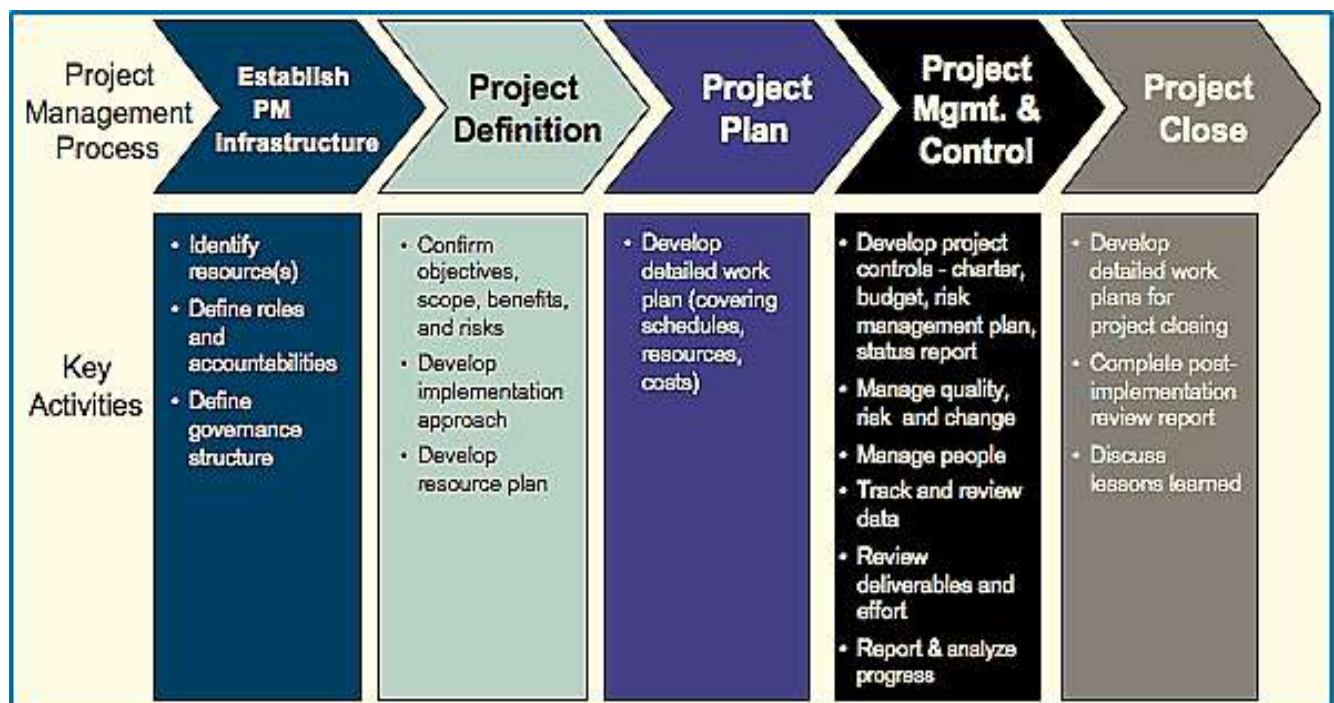 Project
Management
Process
Establish
PM
Infrastructure
Project
Definition
Project
Plan
Project
Mgmt. &
Control
Project
Close
Key
Activities
• Identify
resource(s)
• Define roles
and
accountabilities
• Define
governance
structure
• Confirm
objectives,
scope, benefits,
and risks
• Develop
implementation
approach
• Develop
resource plan
• Develop
detailed work
plan (covering
schedules,
resources,
costs)
• Develop project
controls - charter,
budget, risk
management plan,
status report
• Manage quality,
risk and change
• Manage people
• Track and review
data
• Review
deliverables and
effort
• Report & analyze
progress
• Develop
detailed work
plans for
project closing
• Complete post-
implementation
review report
• Discuss
lessons learned